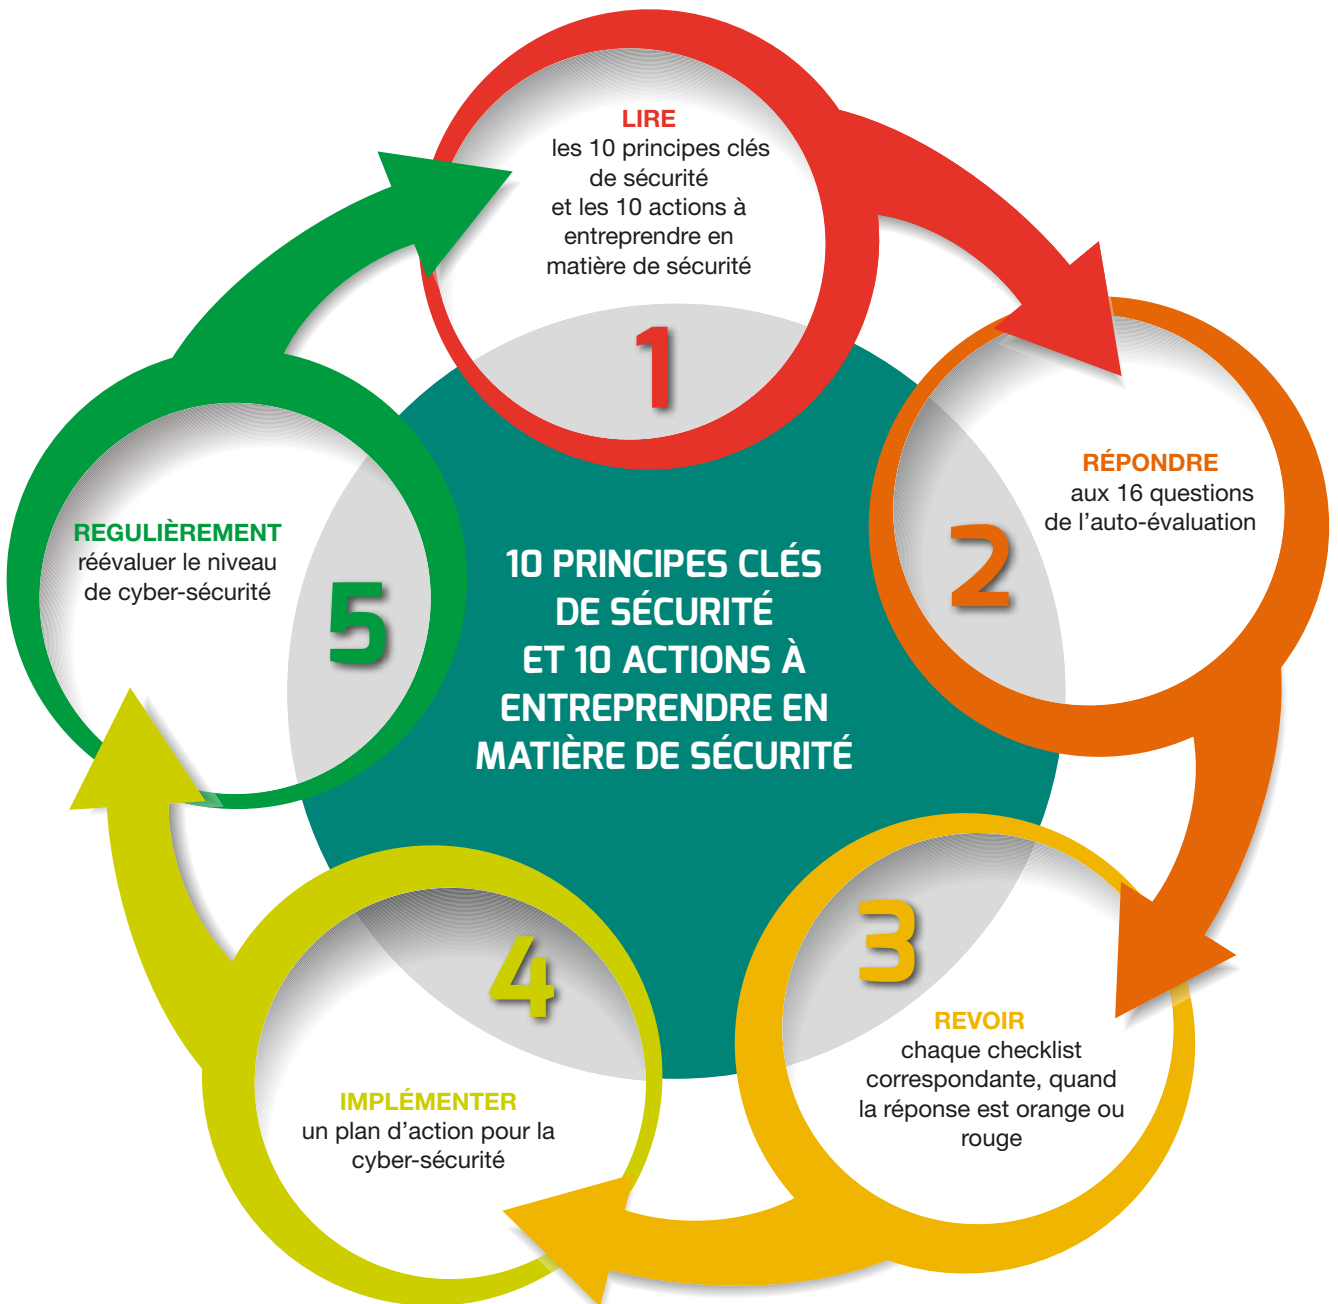 LIRE
les 10 principes clés
de sécurité
et les 10 actions à
entreprendre en
matière de sécurité
1
RÉPONDRE
aux 16 questions
de l’auto-évaluation
2
REVOIR
chaque checklist
correspondante, quand
la réponse est orange ou
rouge
3
IMPLÉMENTER
un plan d’action pour la
cyber-sécurité
4
REGULIÈREMENT
réévaluer le niveau
de cyber-sécurité
5
10 PRINCIPES CLÉS
DE SÉCURITÉ
ET 10 ACTIONS À
ENTREPRENDRE EN
MATIÈRE DE SÉCURITÉ